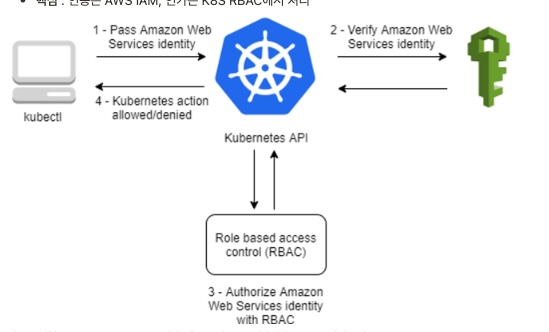 핵심 : 인증은 AWS IAM, 인가는 K8S RBAC에서 처리
1 - Pass Amazon Web
Services identity
2 - Verify Amazon Web
Services identity
4 - Kubernetes action
allowed/denied
kubectl
Kubernetes API
Role based access
control (RBAC)
3 - Authorize Amazon
Web Services identity
with RBAC